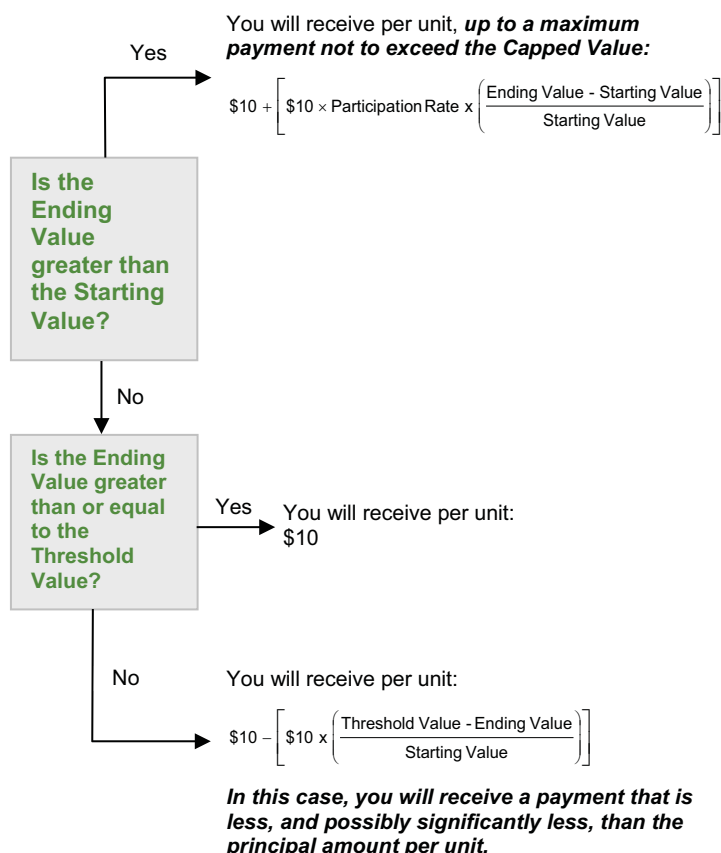 You will receive per unit, up to a maximum
payment not to exceed the Capped Value:
Yes
$10 + [ $10 × Participation Rate x ( Ending Value - Starting Value / Starting Value ) ]
Is the
Ending
Value
greater than
the Starting
Value?
No
Is the Ending
Value greater
than or equal
to the
Threshold
Value?
Yes
You will receive per unit:
$10
No
You will receive per unit:
$10 − [ $10 x ( Threshold Value - Ending Value / Starting Value ) ]
In this case, you will receive a payment that is
less, and possibly significantly less, than the
principal amount per unit.